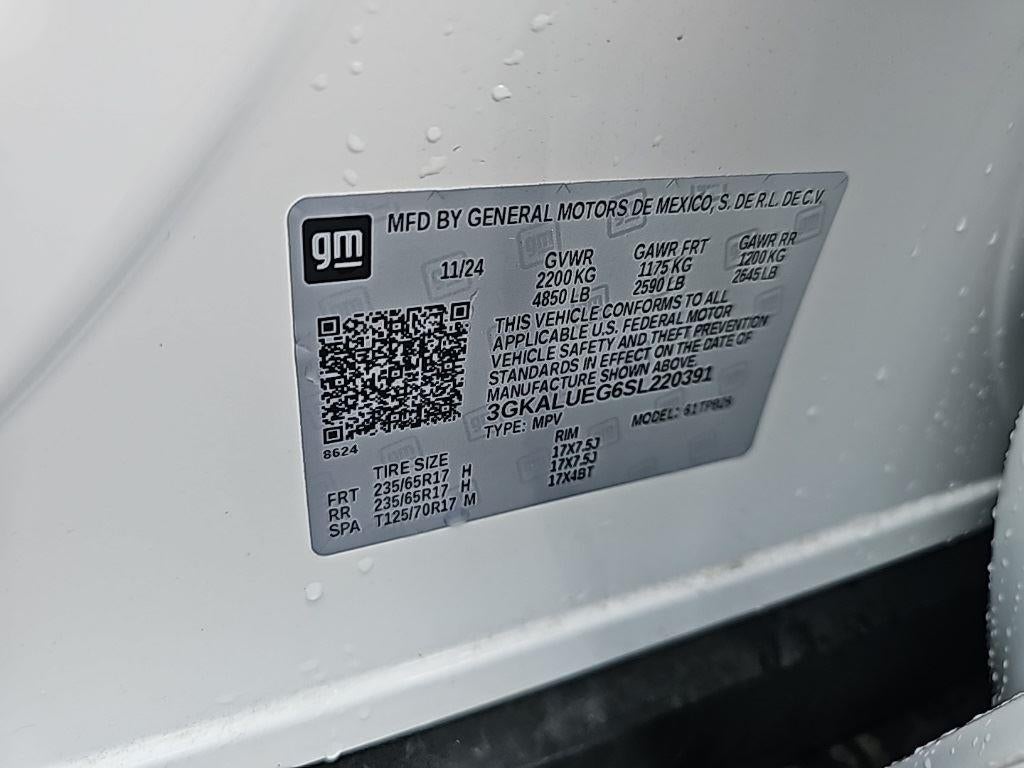 gm
MFD BY GENERAL MOTORS DE MEXICO, S. DE R.L. DE C.V.
11/24
GVWR
2200 KG
4850 LB
GAWR FRT
1175 KG
2590 LB
GAWR RR
1200 KG
2645 LB
THIS VEHICLE CONFORMS TO ALL
APPLICABLE U.S. FEDERAL MOTOR
VEHICLE SAFETY AND THEFT PREVENTION
STANDARDS IN EFFECT ON THE DATE OF
MANUFACTURE SHOWN ABOVE.
3GKALUEG6SL220391
TYPE: MPV
MODEL:
8624
TIRE SIZE RIM
FRT 235/65R17 H 17X7.5J
RR 235/65R17 H 17X7.5J
SPA T125/70R17 M 17X4BT